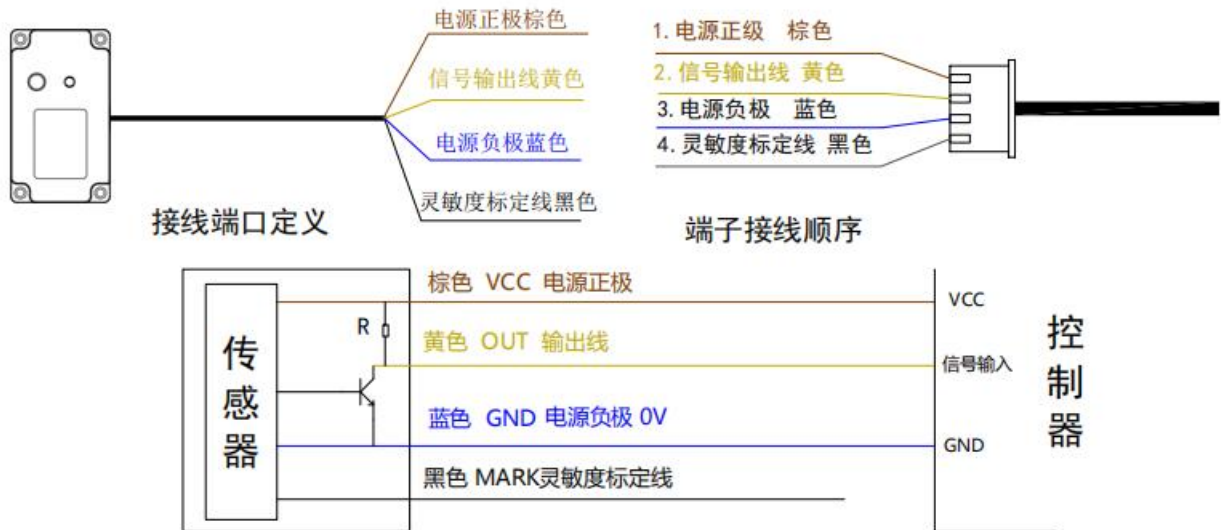 电源正极棕色
信号输出线黄色
电源负极蓝色
灵敏度标定线黑色
接线端口定义
1.电源正级 棕色
2.信号输出线 黄色
3.电源负极 蓝色
4.灵敏度标定线 黑色
端子接线顺序
传感器
R
棕色 VCC 电源正极
黄色 OUT 输出线
蓝色 GND 电源负极 0V
黑色 MARK灵敏度标定线
VCC
信号输入
GND
控制器